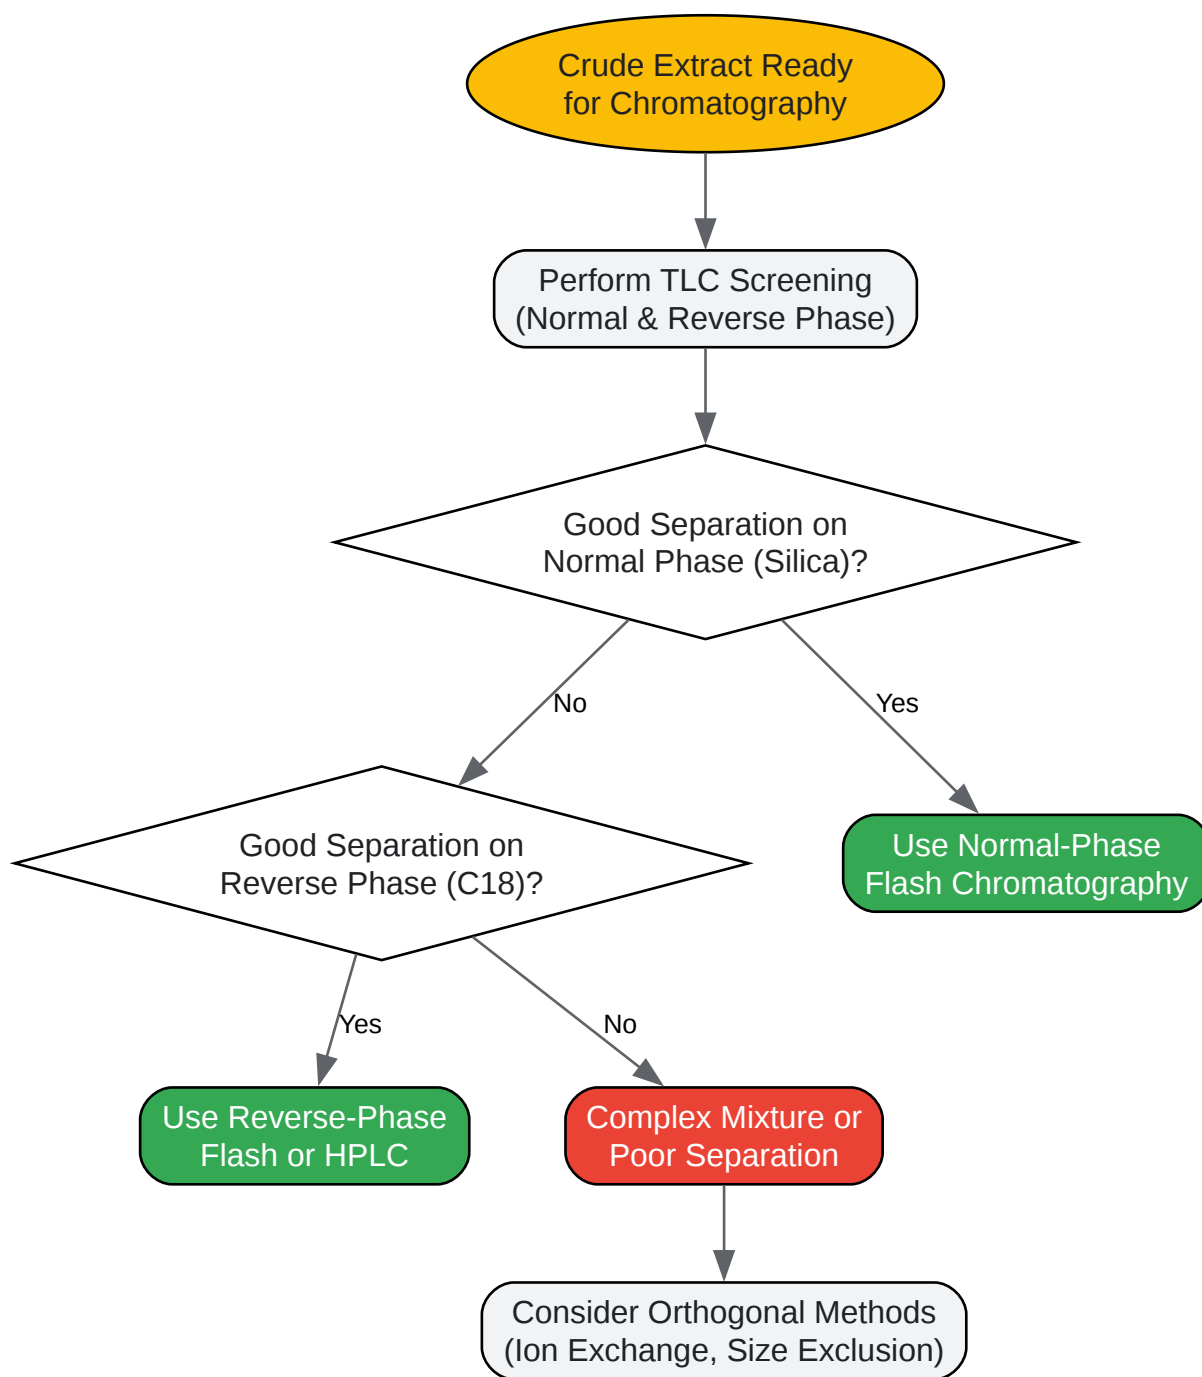 Crude Extract Ready
for Chromatography
Perform TLC Screening
(Normal & Reverse Phase)
Good Separation on
Normal Phase (Silica)?
No
Yes
Good Separation on
Reverse Phase (C18)?
Use Normal-Phase
Flash Chromatography
Yes
No
Use Reverse-Phase
Flash or HPLC
Complex Mixture or
Poor Separation
Consider Orthogonal Methods
(Ion Exchange, Size Exclusion)